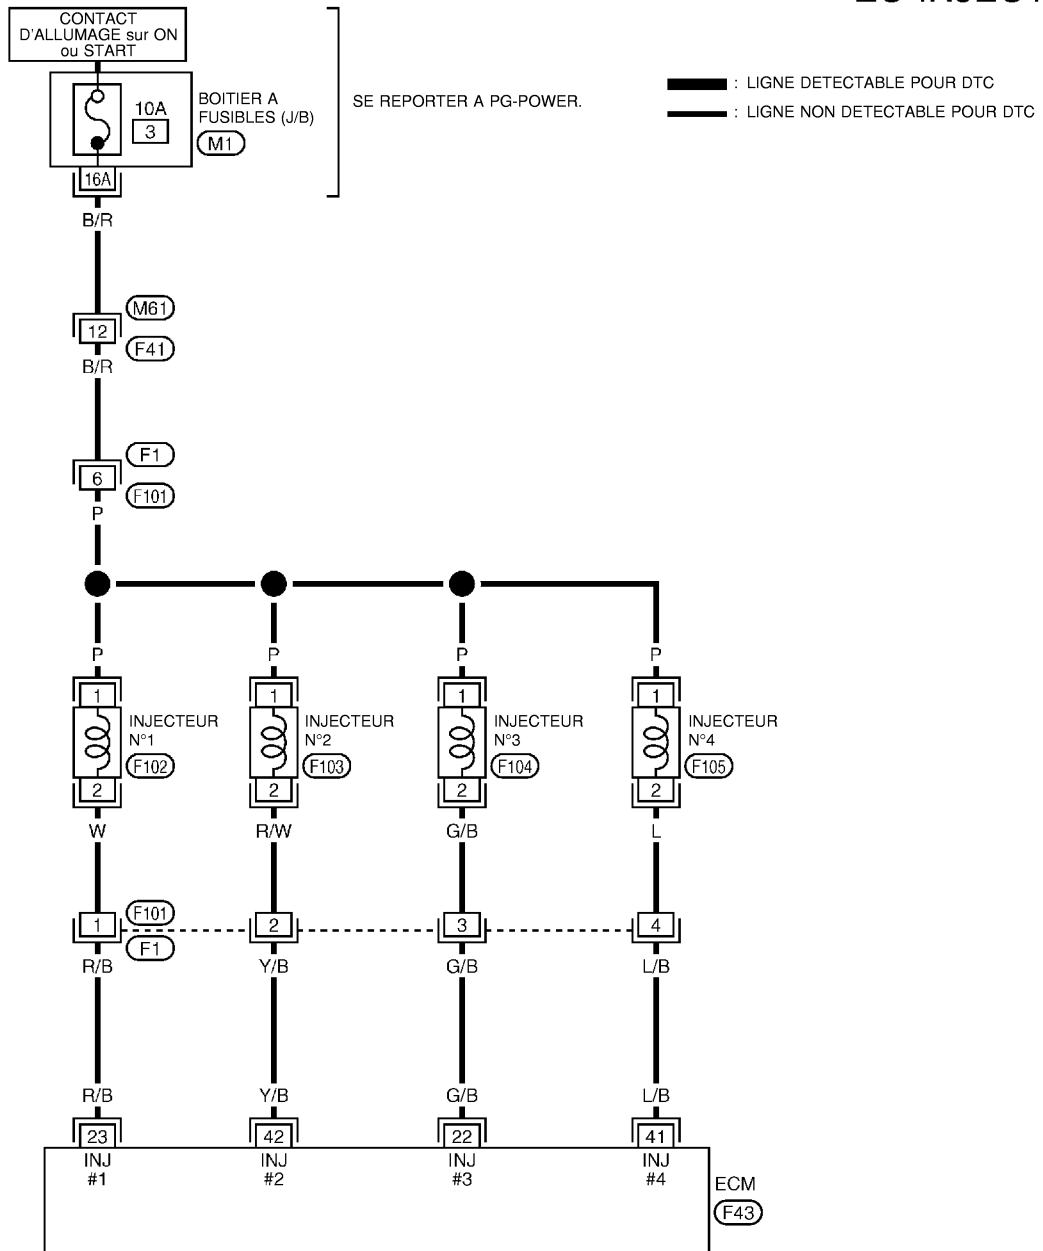 CONTACT
D'ALLUMAGE sur ON
ou START
10A
3
BOITIER A
FUSIBLES (J/B)
M1
SE REPORTER A PG-POWER.
: LIGNE DETECTABLE POUR DTC
: LIGNE NON DETECTABLE POUR DTC
16A
B/R
M61
12
F41
B/R
F1
6
F101
P
P
P
P
P
1
1
1
1
INJECTEUR
N°1
F102
INJECTEUR
N°2
F103
INJECTEUR
N°3
F104
INJECTEUR
N°4
F105
2
2
2
2
W
R/W
G/B
L
1
F101
F1
2
3
4
R/B
Y/B
G/B
L/B
R/B
Y/B
G/B
L/B
23
42
22
41
INJ
#1
INJ
#2
INJ
#3
INJ
#4
ECM
F43